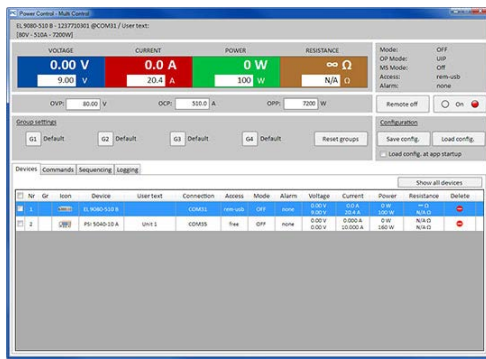 Power Control - Multi Control
EL 9080-510 B - 1237710301 @COM31 / User text:
[80V - 510A - 7200W]
VOLTAGE CURRENT POWER RESISTANCE
0.00 V 0.0 A 0 W ∞ Ω
9.00 V 20.4 A 100 W N/A Ω
Mode: OFF
OP Mode: UIP
MS Mode: Off
Access: rem-usb
Alarm: none
OVP: 80.00 V OCP: 510.0 A OPP: 7200 W
Remote off On
Group settings
G1 Default G2 Default G3 Default G4 Default Reset groups
Configuration
Save config. Load config.
Load config. at app startup
Devices Commands Sequencing Logging
Show all devices
Nr Gr Icon Device User text Connection Access Mode Alarm Voltage Current Power Resistance Delete
1 EL 9080-510 B COM31 rem-usb OFF none 0.00 V 0.0 A 0 W ∞ Ω
9.00 V 20.4 A 100 W N/A Ω
2 PSI 5040-10 A Unit 1 COM35 free OFF none 0.00 V 0.000 A 0 W N/A Ω
0.00 V 10.000 A 160 W N/A Ω